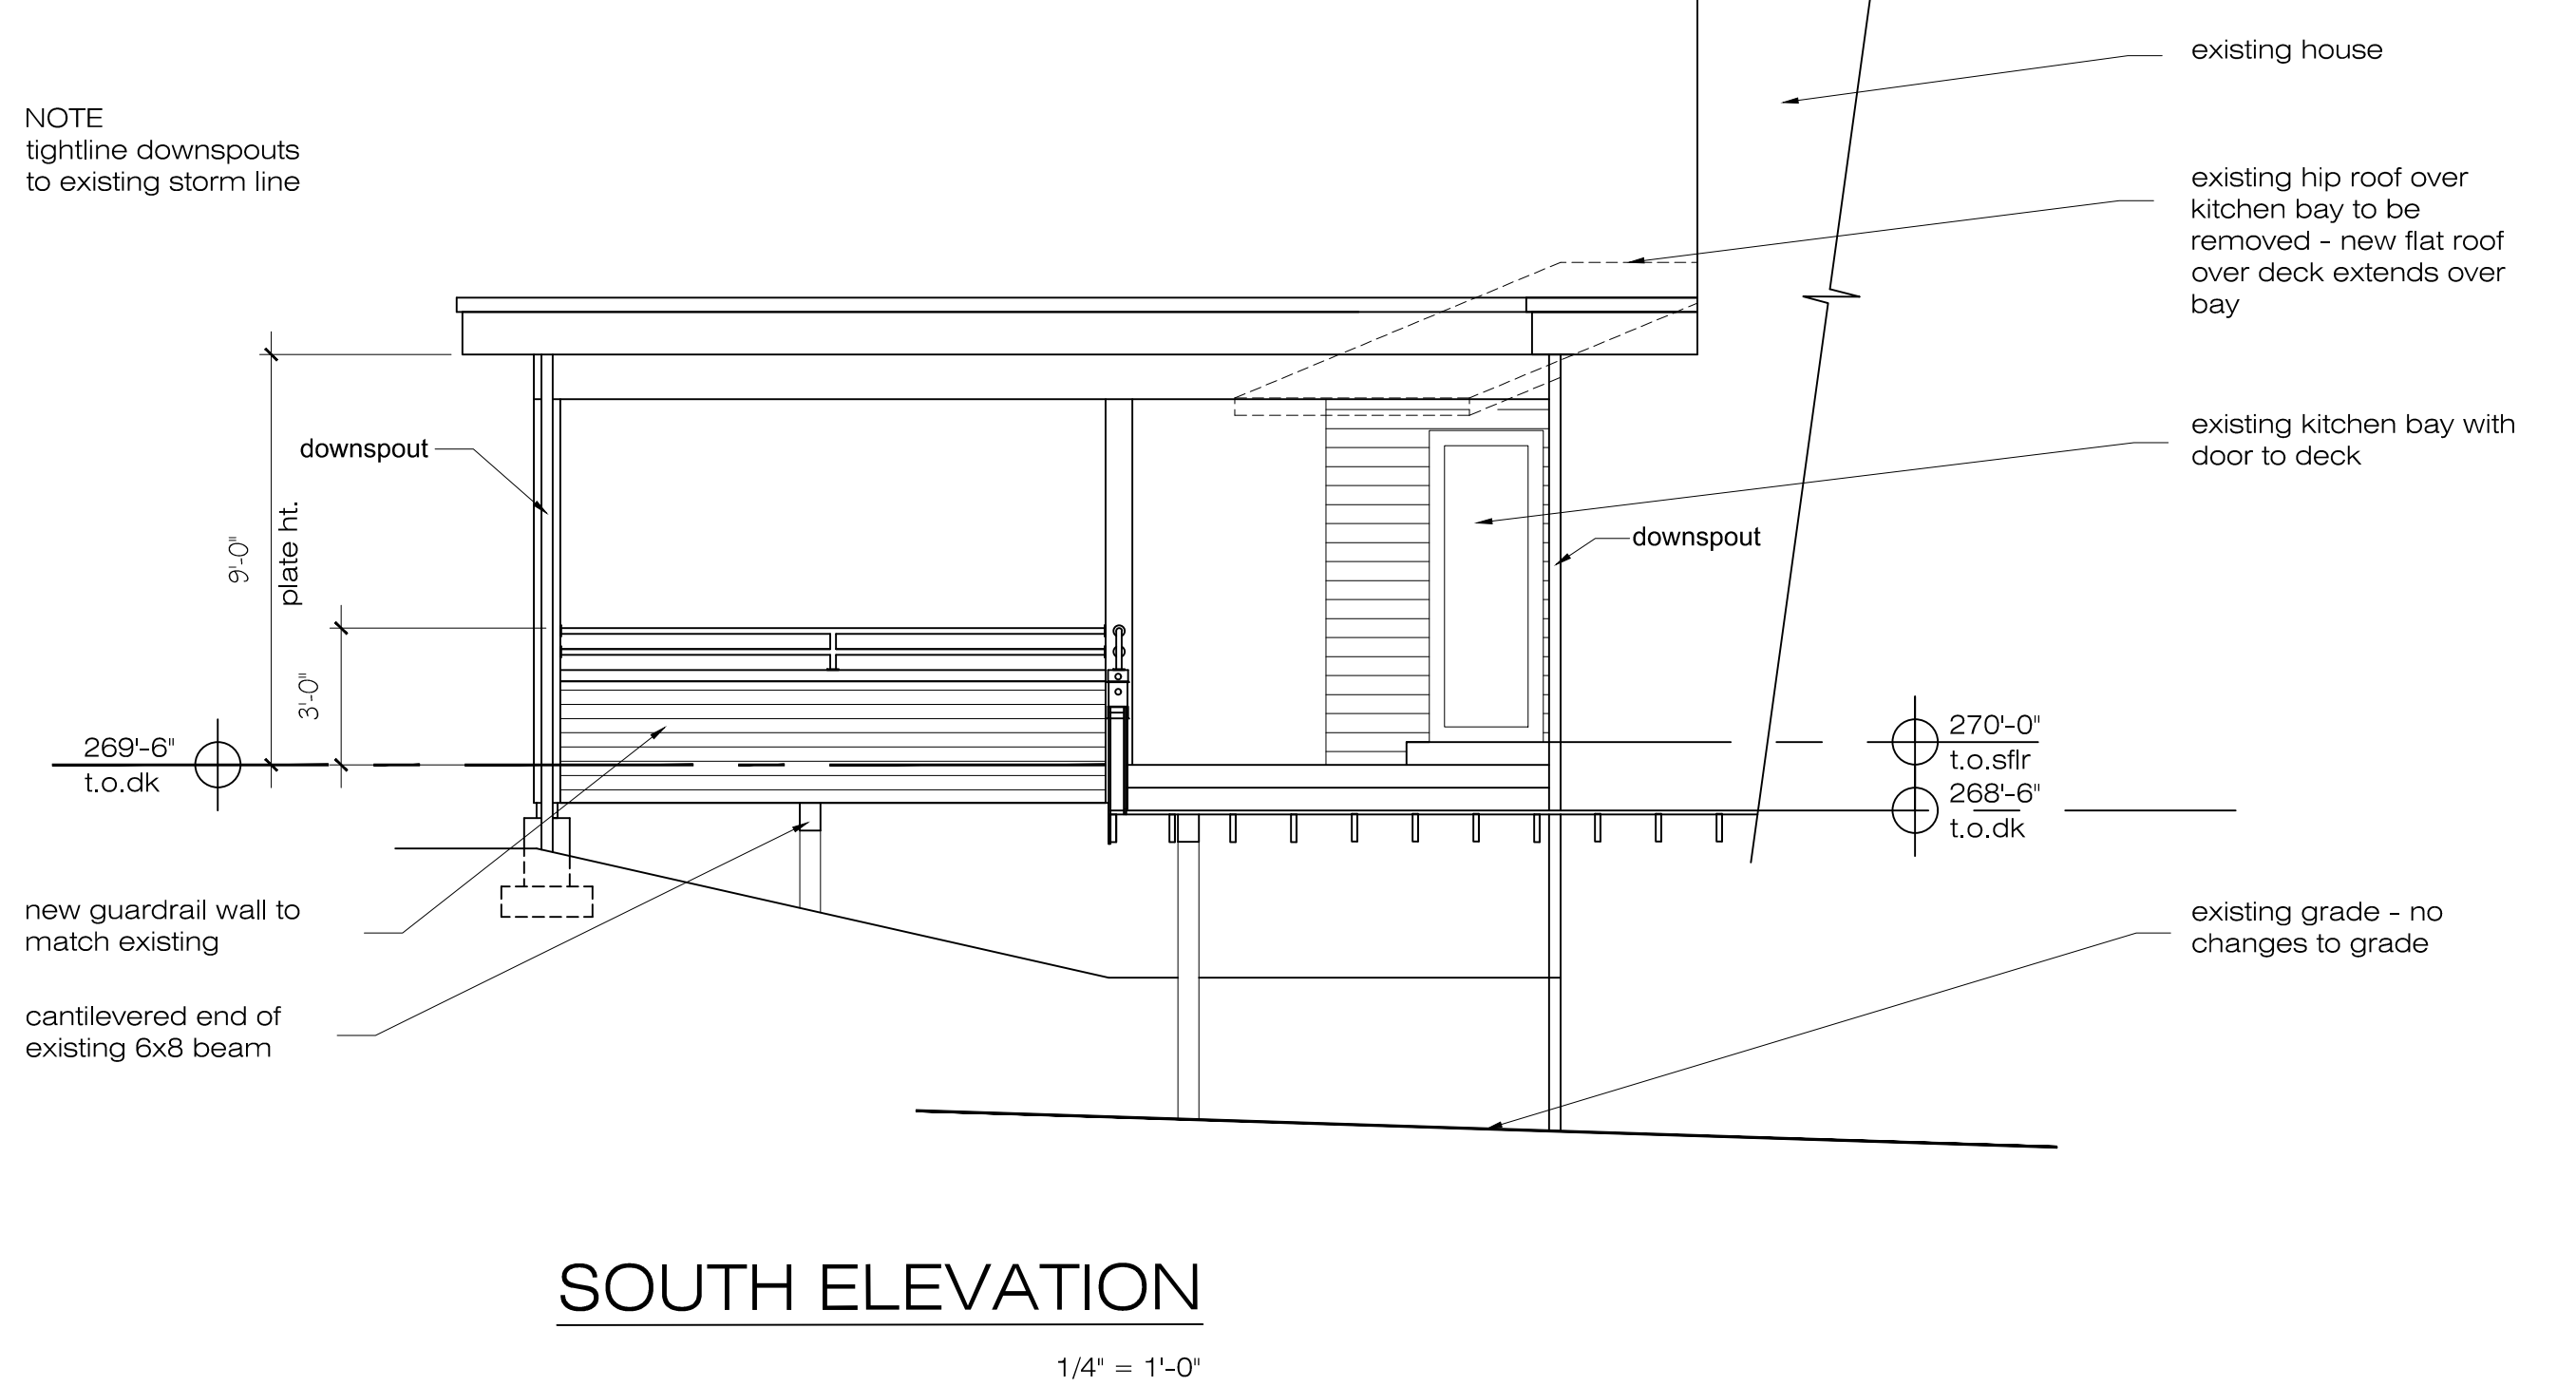 NOTE
tightline downspouts
to existing storm line
existing house
existing hip roof over
kitchen bay to be
removed - new flat roof
over deck extends over
bay
existing kitchen bay with
door to deck
downspout
downspout
9'-0"
plate ht.
3'-0"
269'-6"
t.o.dk
270'-0"
t.o.sflr
268'-6"
t.o.dk
new guardrail wall to
match existing
cantilevered end of
existing 6x8 beam
existing grade - no
changes to grade
SOUTH ELEVATION
1/4" = 1'-0"